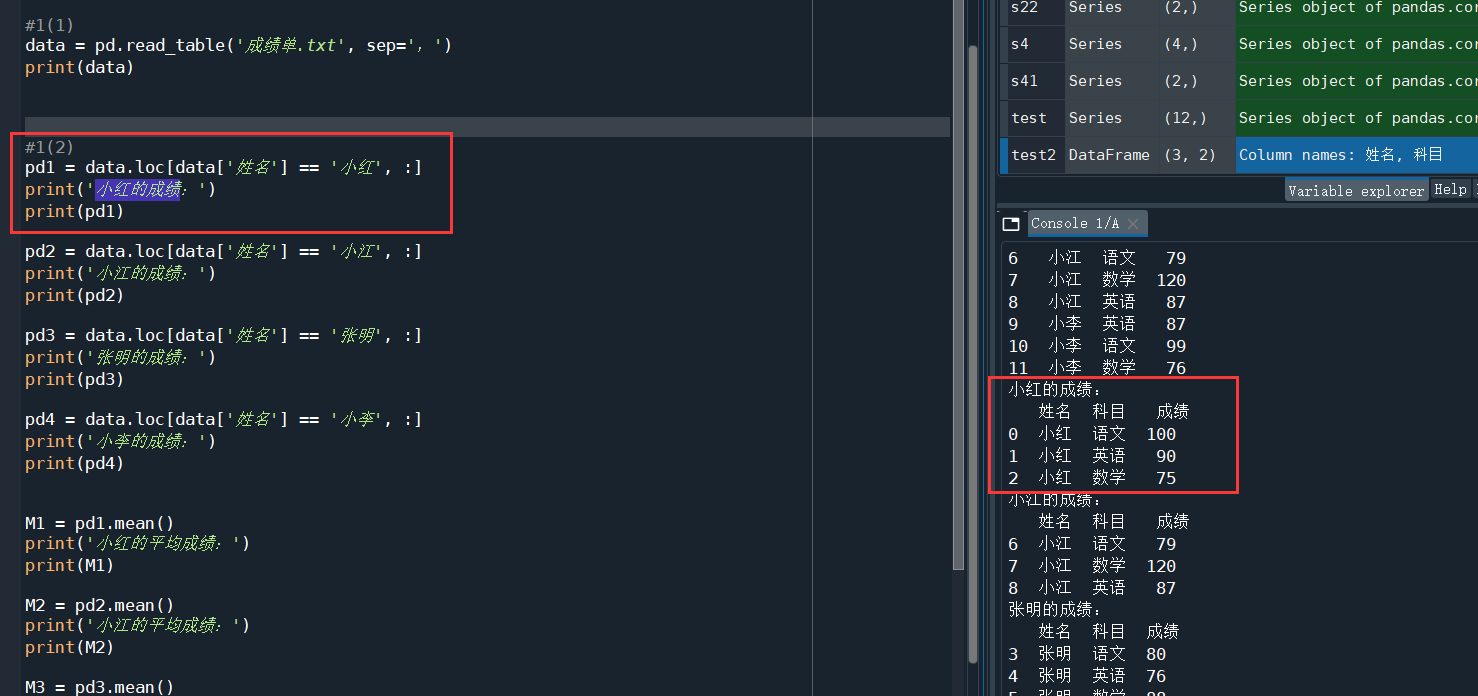 #1(1)
data = pd.read_table('成绩单.txt', sep=', ')
print(data)
#1(2)
pd1 = data.loc[data['姓名'] == '小红', :]
print('小红的成绩：')
print(pd1)
pd2 = data.loc[data['姓名'] == '小江', :]
print('小江的成绩：')
print(pd2)
pd3 = data.loc[data['姓名'] == '张明', :]
print('张明的成绩：')
print(pd3)
pd4 = data.loc[data['姓名'] == '小李', :]
print('小李的成绩：')
print(pd4)
M1 = pd1.mean()
print('小红的平均成绩：')
print(M1)
M2 = pd2.mean()
print('小江的平均成绩：')
print(M2)
M3 = pd3.mean()
s22 Series (2,) Series object of pandas.cor
s4 Series (4,) Series object of pandas.cor
s41 Series (2,) Series object of pandas.cor
test Series (12,) Series object of pandas.cor
test2 DataFrame (3, 2) Column names: 姓名, 科目
Variable explorer Help
Console 1/A
6 小江 语文 79
7 小江 数学 120
8 小江 英语 87
9 小李 英语 87
10 小李 语文 99
11 小李 数学 76
小红的成绩：
姓名 科目 成绩
0 小红 语文 100
1 小红 英语 90
2 小红 数学 75
小江的成绩：
姓名 科目 成绩
6 小江 语文 79
7 小江 数学 120
8 小江 英语 87
张明的成绩：
姓名 科目 成绩
3 张明 语文 80
4 张明 英语 76